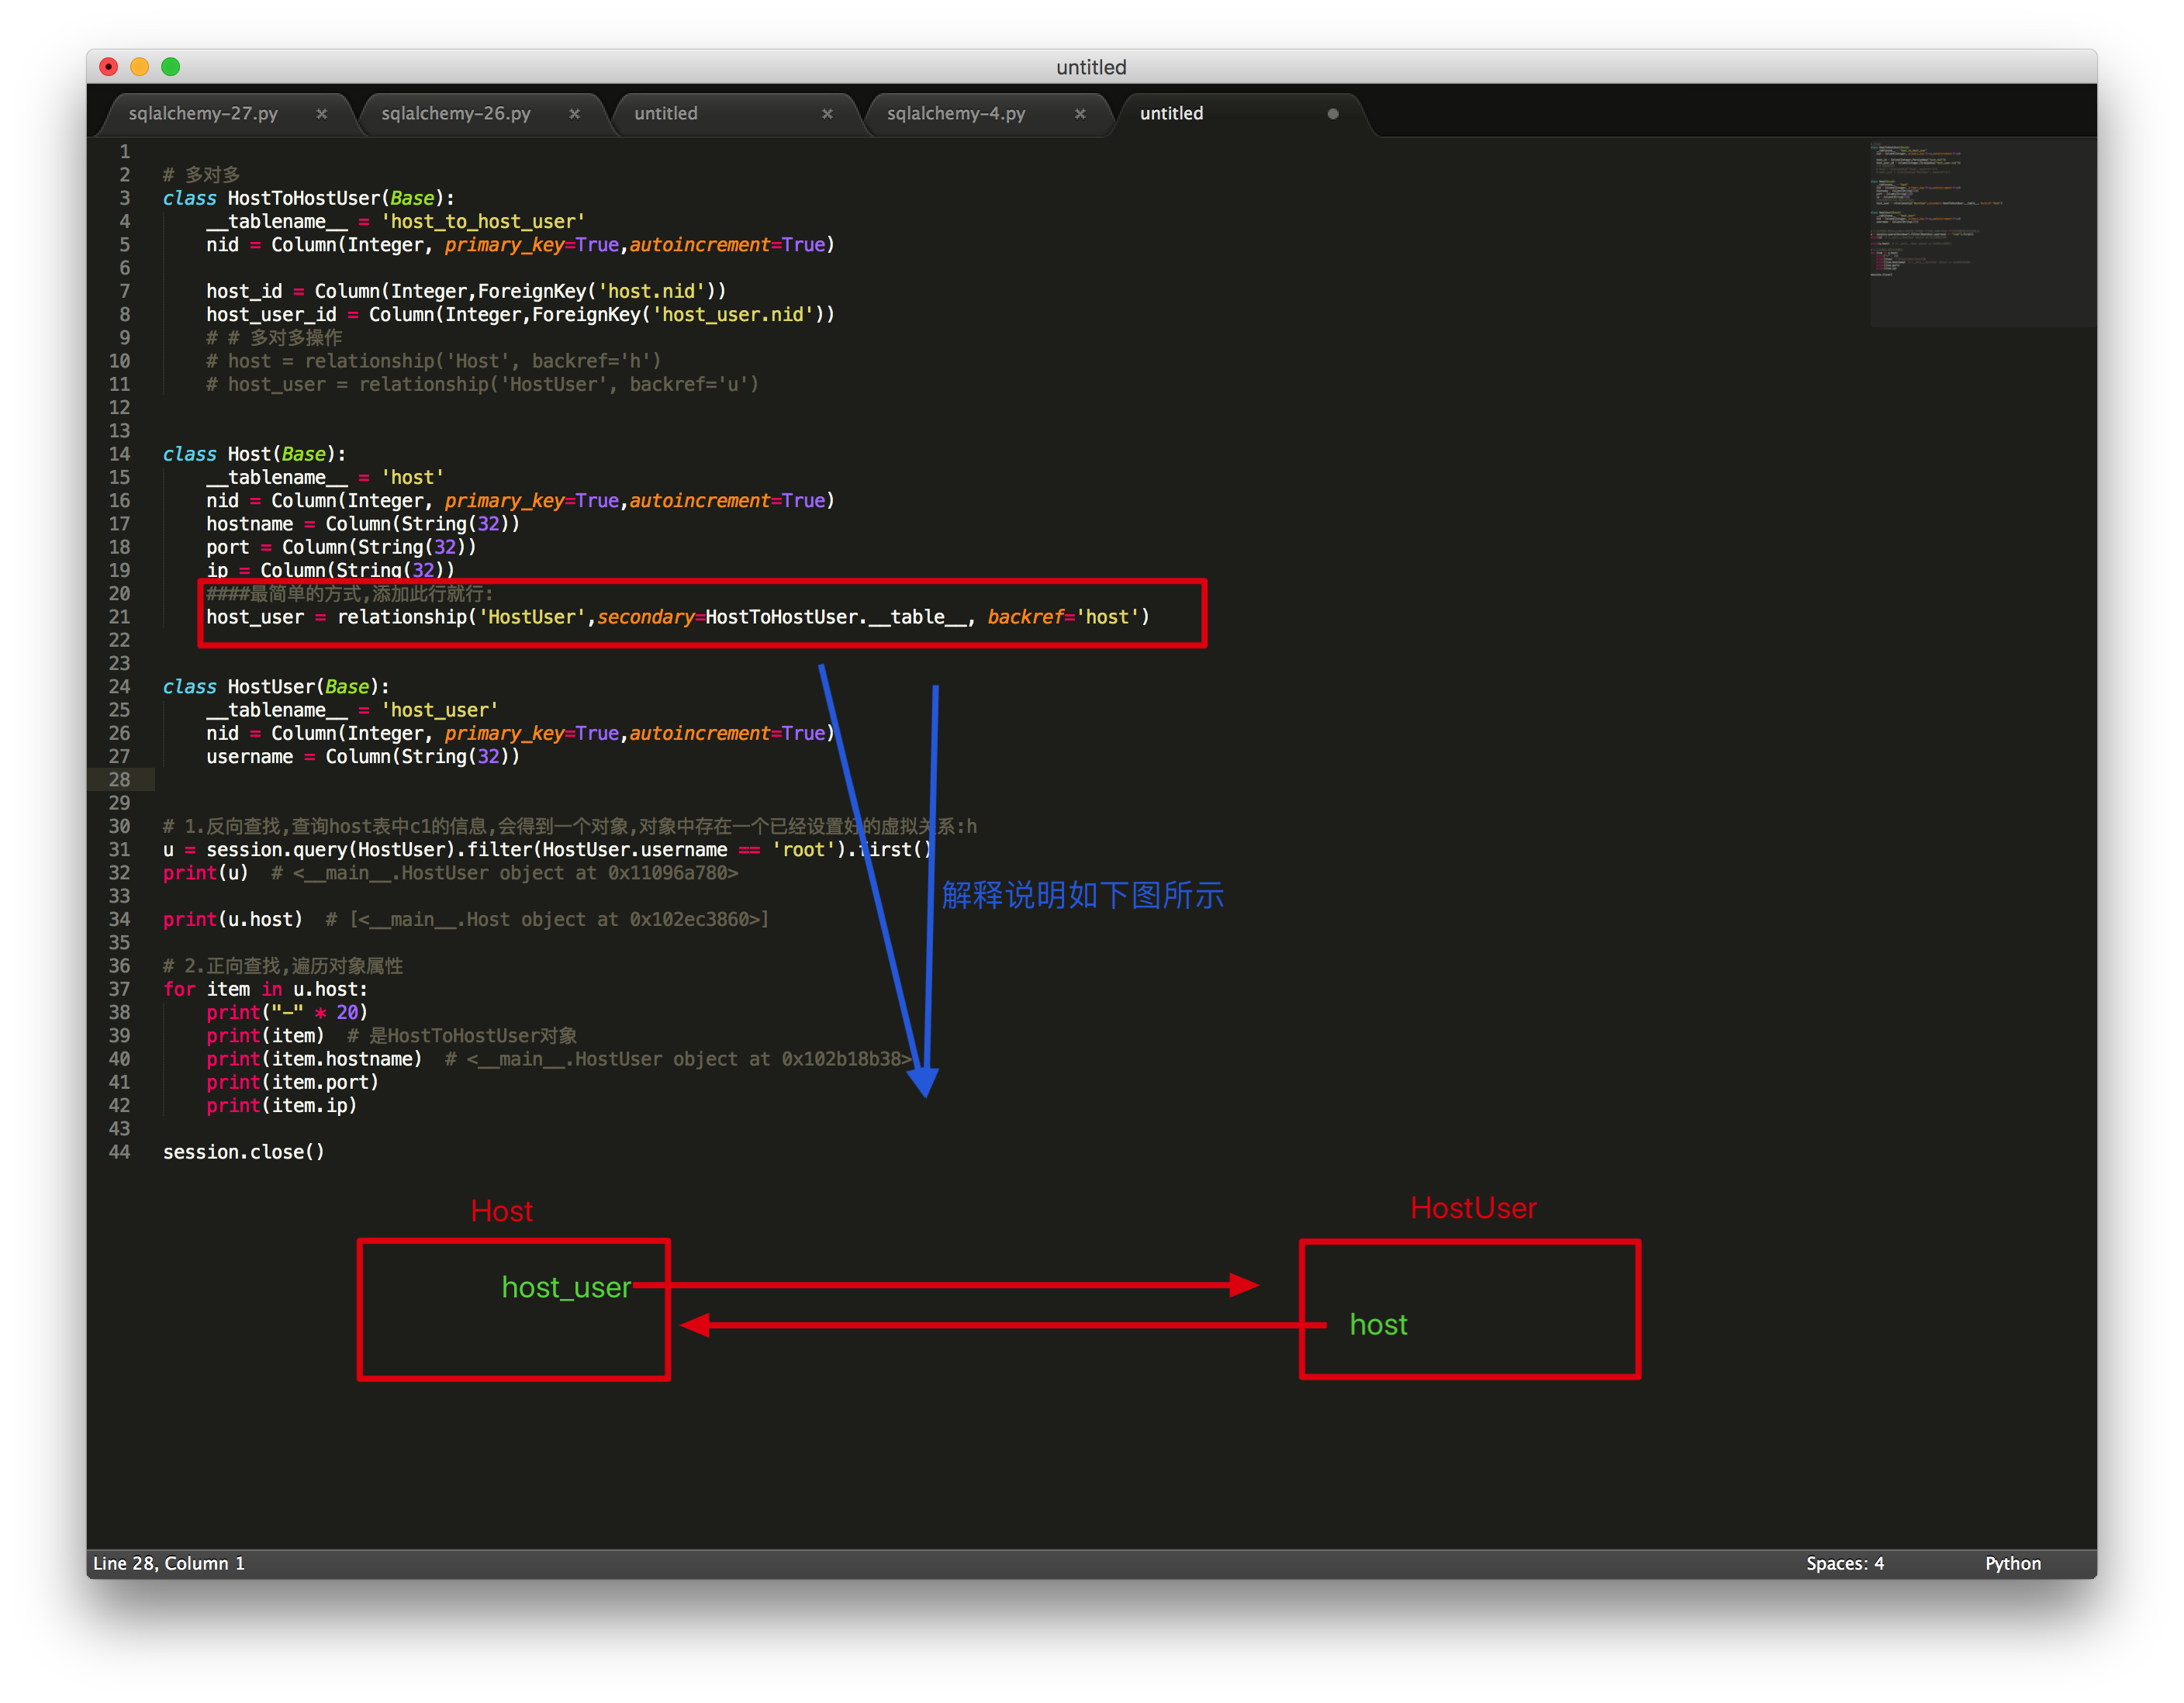 untitled
sqlalchemy-27.py
sqlalchemy-26.py
untitled
sqlalchemy-4.py
untitled
1
2 # 多对多
3 class HostToHostUser(Base):
4 __tablename__ = 'host_to_host_user'
5 nid = Column(Integer, primary_key=True,autoincrement=True)
6
7 host_id = Column(Integer,ForeignKey('host.nid'))
8 host_user_id = Column(Integer,ForeignKey('host_user.nid'))
9 # # 多对多操作
10 # host = relationship('Host', backref='h')
11 # host_user = relationship('HostUser', backref='u')
12
13
14 class Host(Base):
15 __tablename__ = 'host'
16 nid = Column(Integer, primary_key=True,autoincrement=True)
17 hostname = Column(String(32))
18 port = Column(String(32))
19 ip = Column(String(32))
20 ####最简单的方式,添加此行就行:
21 host_user = relationship('HostUser',secondary=HostToHostUser.__table__, backref='host')
22
23
24 class HostUser(Base):
25 __tablename__ = 'host_user'
26 nid = Column(Integer, primary_key=True,autoincrement=True)
27 username = Column(String(32))
28
29
30 # 1.反向查找,查询host表中c1的信息,会得到一个对象,对象中存在一个已经设置好的虚拟关系:h
31 u = session.query(HostUser).filter(HostUser.username == 'root').first()
32 print(u)  # <__main__.HostUser object at 0x11096a780>
33
解释说明如下图所示
34 print(u.host)  # [<__main__.Host object at 0x102ec3860>]
35
36 # 2.正向查找,遍历对象属性
37 for item in u.host:
38 print("-" * 20)
39 print(item)  # 是HostToHostUser对象
40 print(item.hostname)  # <__main__.HostUser object at 0x102b18b38>
41 print(item.port)
42 print(item.ip)
43
44 session.close()
Host
HostUser
host_user
host
Line 28, Column 1
Spaces: 4
Python